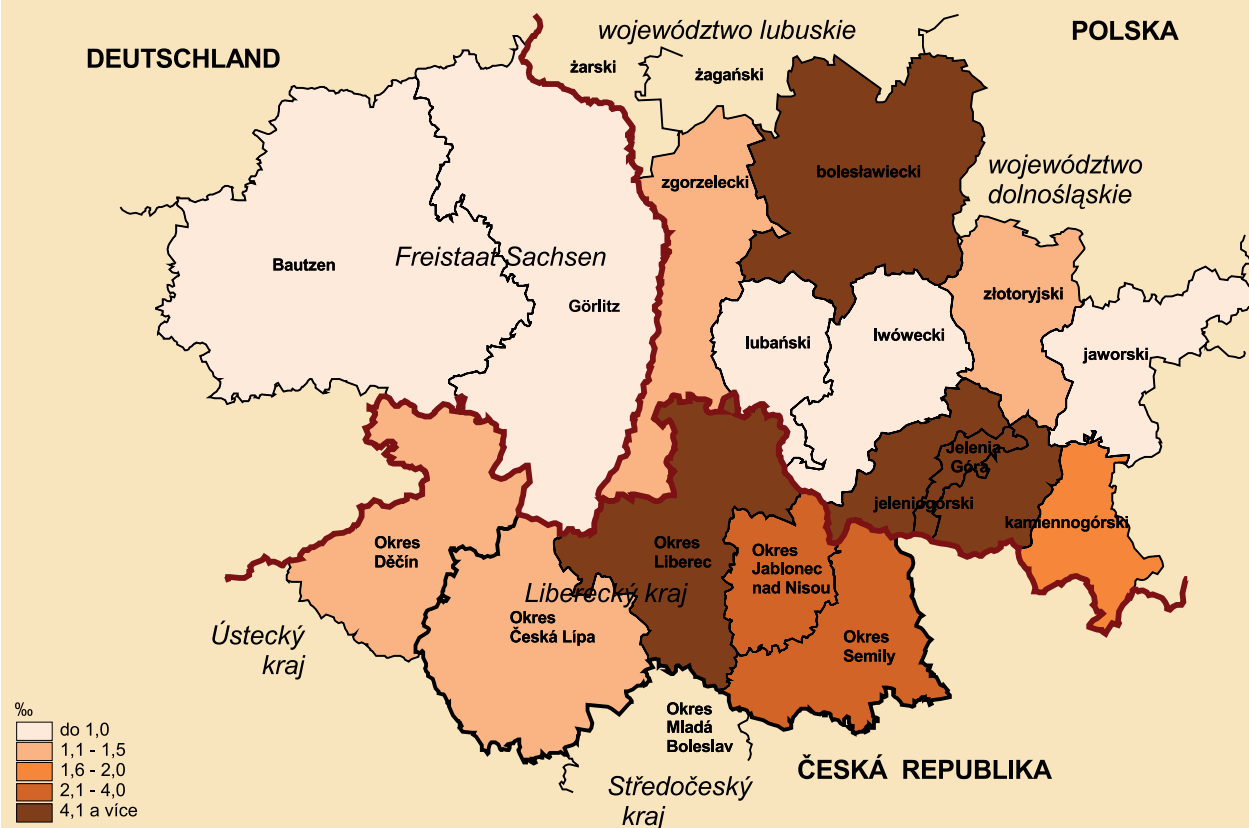 województwo lubuskie
POLSKA
DEUTSCHLAND
żarski
żagański
bolesławiecki
województwo
dolnośląskie
zgorzelecki
Freistaat Sachsen
Bautzen
Görlitz
złotoryjski
lubański
lwówecki
jaworski
Jelenia
Góra
jeleniogórski
kamiennogórski
Okres
Děčín
Okres
Liberec
Okres
Jablonec
nad Nisou
Liberecký kraj
Okres
Česká Lípa
Ústecký
kraj
Okres
Semily
Okres
Mladá
Boleslav
ČESKÁ REPUBLIKA
Středočeský
kraj
‰
do 1,0
1,1 - 1,5
1,6 - 2,0
2,1 - 4,0
4,1 a více